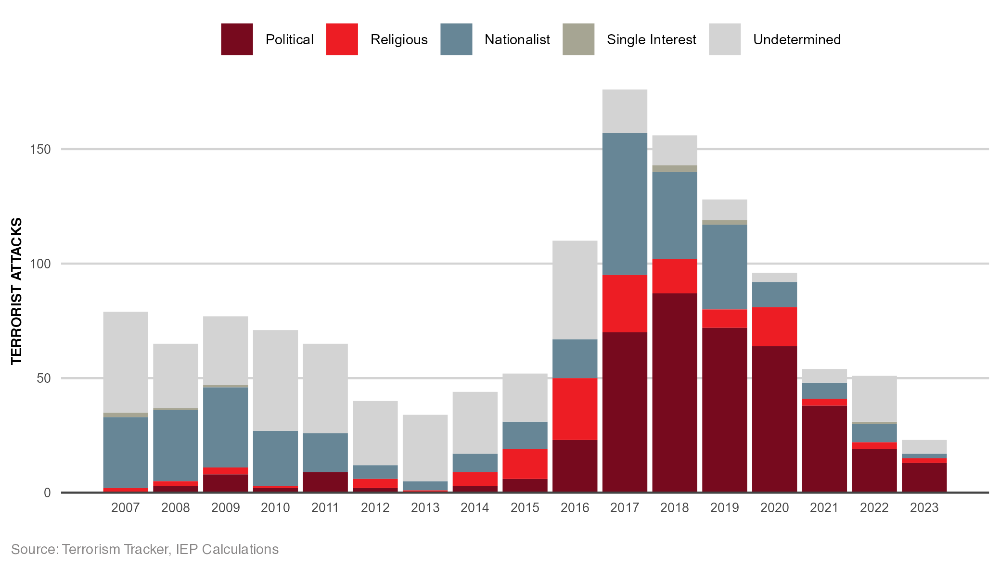 Political Religious Nationalist Single Interest Undetermined
TERRORIST ATTACKS
150
100
50
0
2007 2008 2009 2010 2011 2012 2013 2014 2015 2016 2017 2018 2019 2020 2021 2022 2023
Source: Terrorism Tracker, IEP Calculations